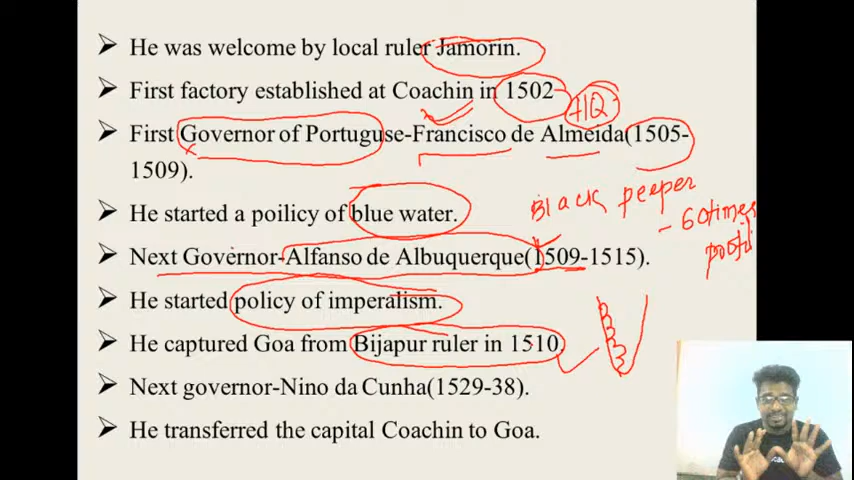 He was welcome by local ruler Jamorin.
First factory established at Coachin in 1502
HQ
First Governor of Portuguse-Francisco de Almeida(1505-
1509).
Black peeper
He started a poilicy of blue water.
- 60times
Next Governor-Alfanso de Albuquerque(1509-1515).
He started policy of imperalism.
He captured Goa from Bijapur ruler in 1510.
Next governor-Nino da Cunha(1529-38).
He transferred the capital Coachin to Goa.